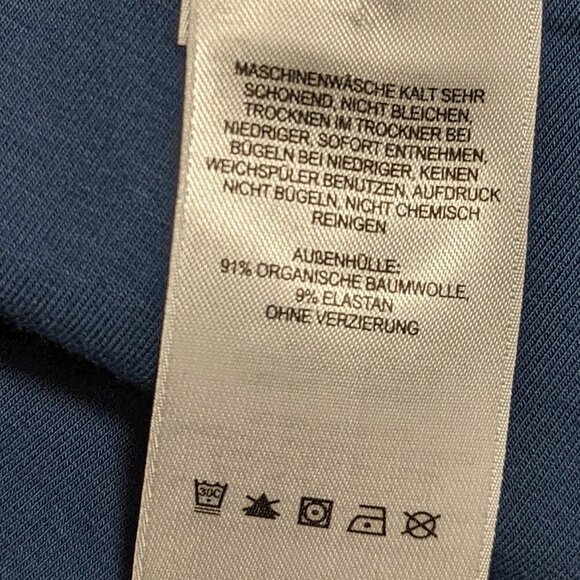 MASCHINENWÄSCHE KALT SEHR
SCHONEND, NICHT BLEICHEN,
TROCKNEN IM TROCKNER BEI
NIEDRIGER, SOFORT ENTNEHMEN,
BÜGELN BEI NIEDRIGER, KEINEN
WEICHSPÜLER BENUTZEN, AUFDRUCK
NICHT BÜGELN, NICHT CHEMISCH
REINIGEN
AUßENHÜLLE:
91% ORGANISCHE BAUMWOLLE,
9% ELASTAN
OHNE VERZIERUNG
30C